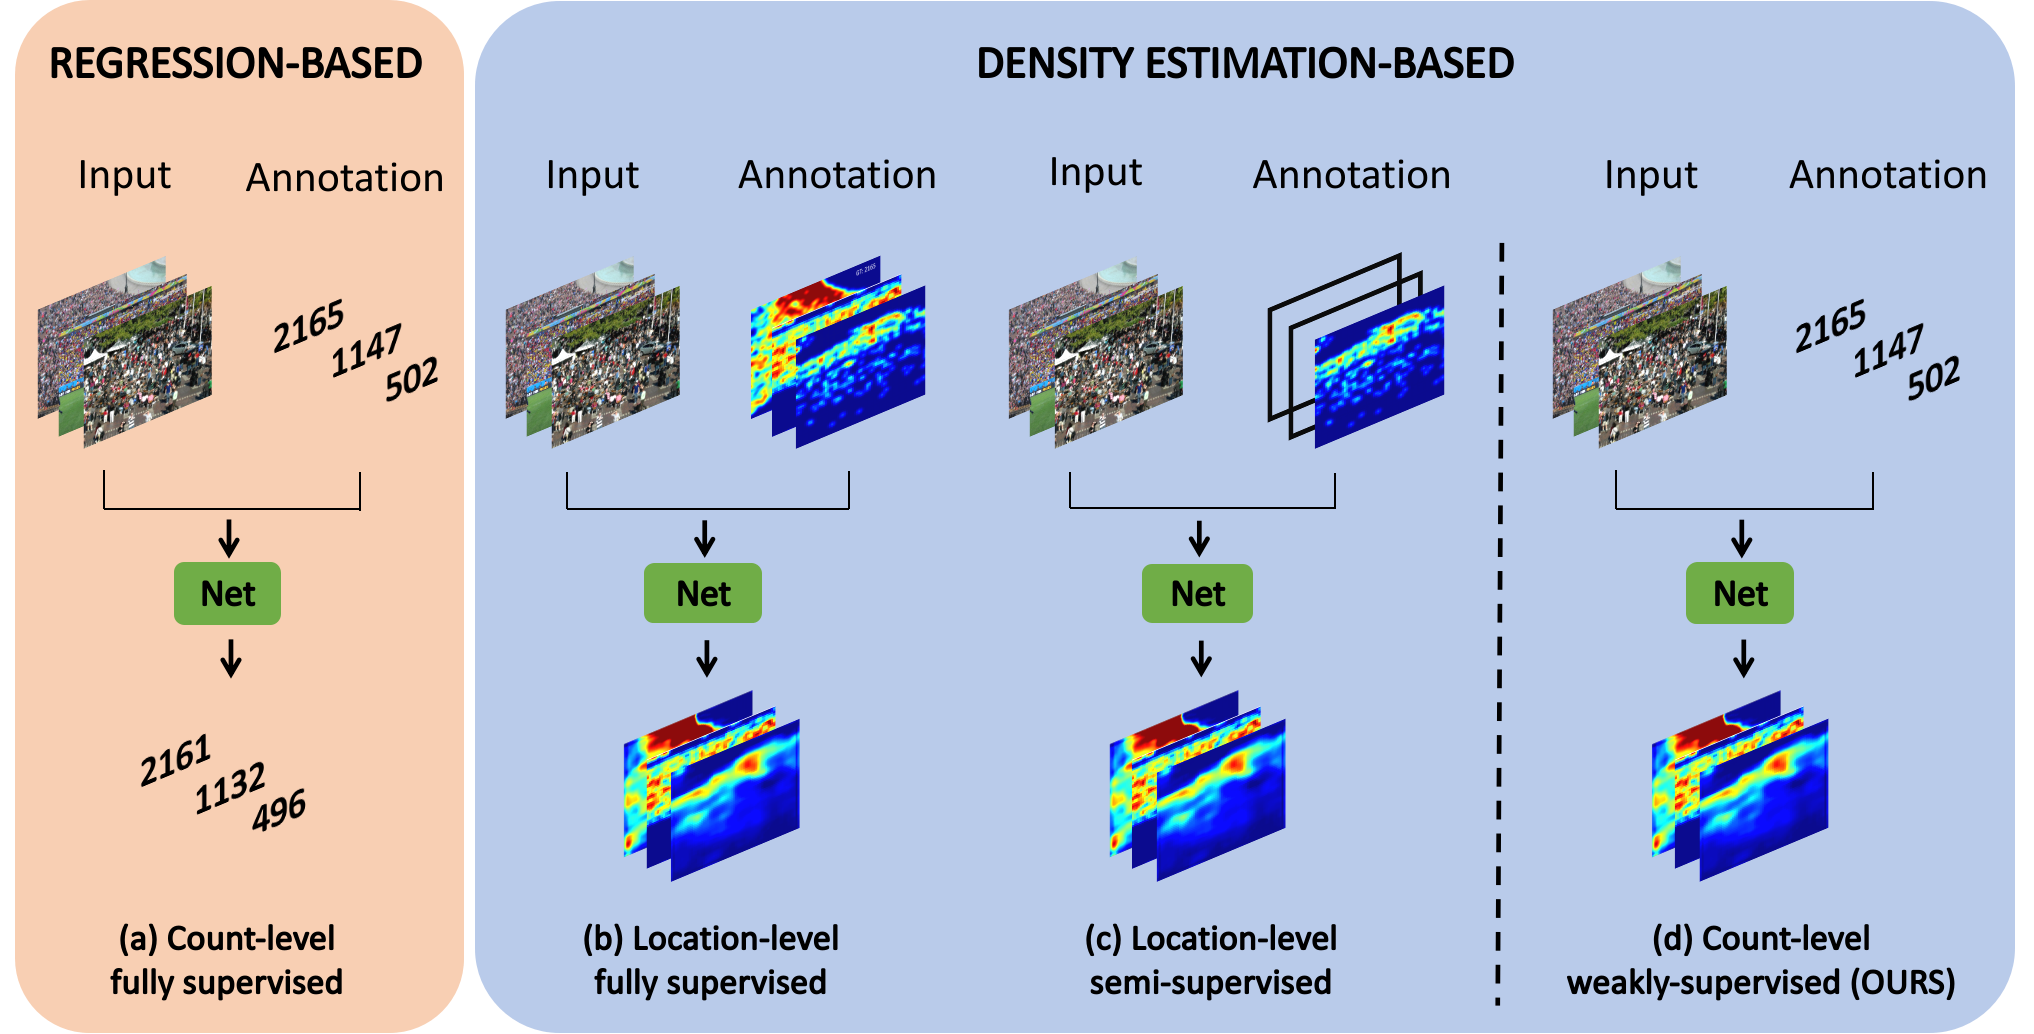 REGRESSION-BASED
DENSITY ESTIMATION-BASED
Input
Annotation
Input
Annotation
Input
Annotation
Input
Annotation
2165
1147
502
GT: 2165
2165
1147
502
Net
Net
Net
Net
2161
1132
496
(a) Count-level
fully supervised
(b) Location-level
fully supervised
(c) Location-level
semi-supervised
(d) Count-level
weakly-supervised (OURS)